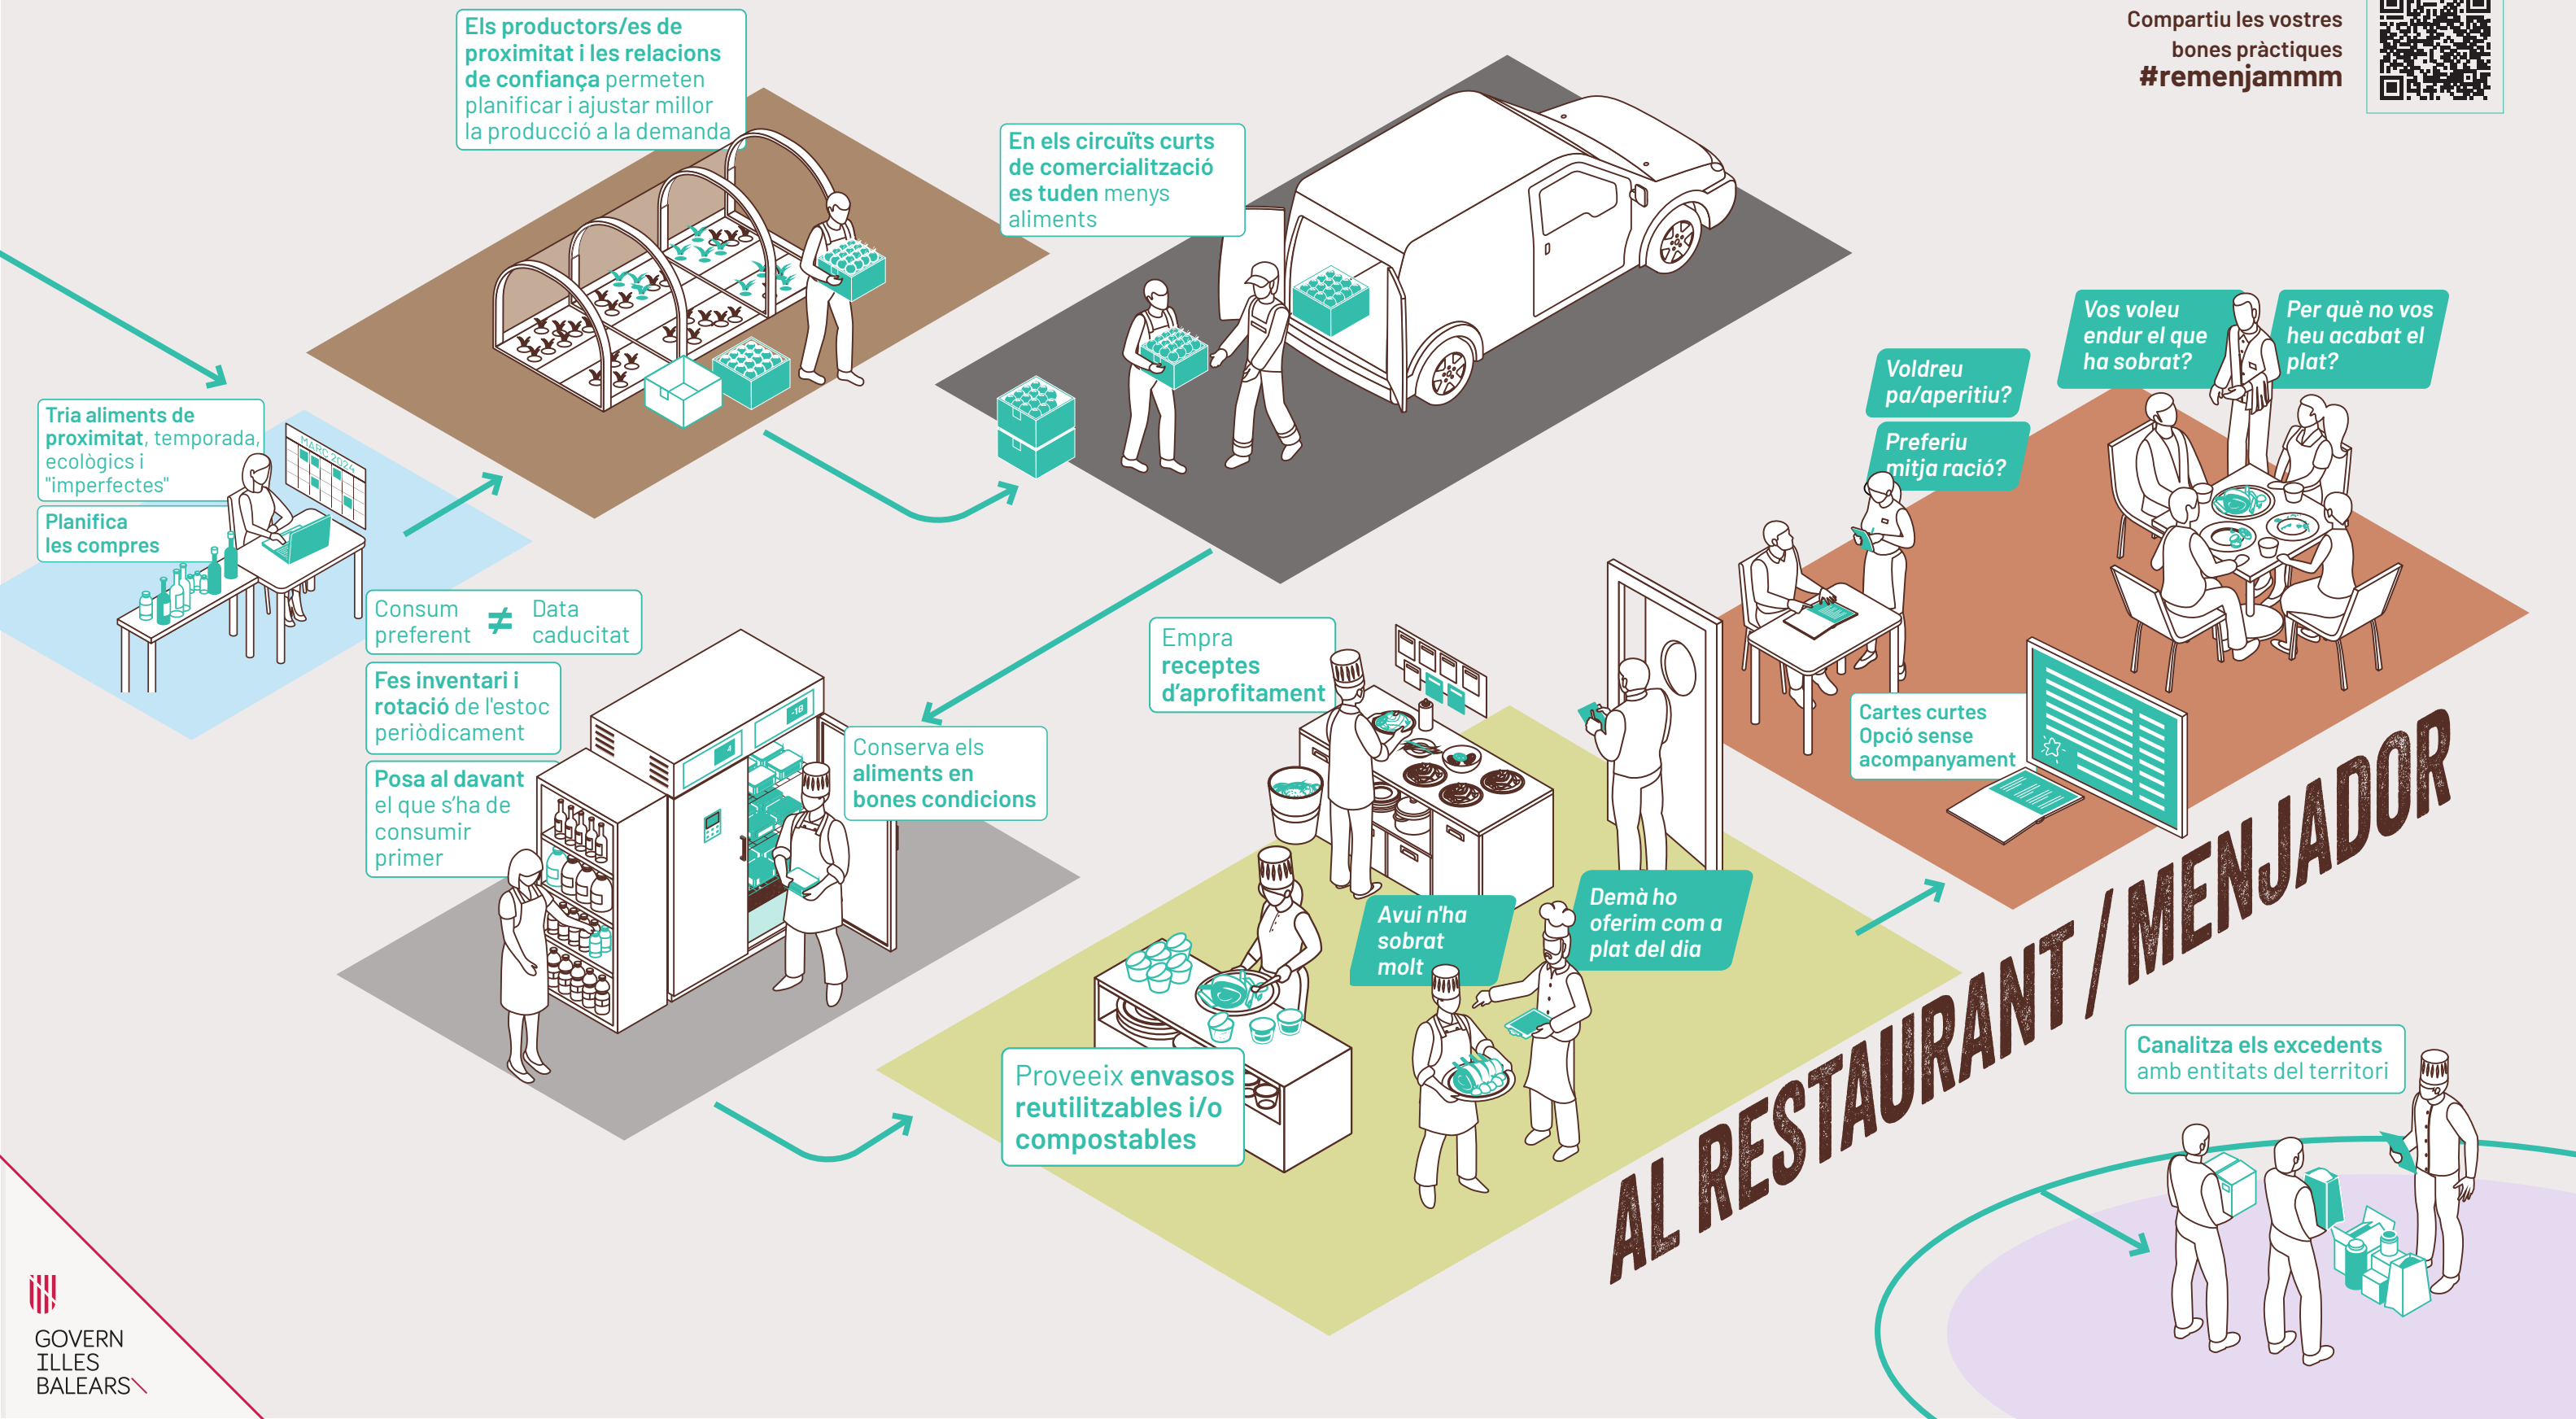 Els productors/es de
proximitat i les relacions
de confiança permeten
planificar i ajustar millor
la producció a la demanda
Compartiu les vostres
bones pràctiques
#remenjammm
En els circuïts curts
de comercialització
es tuden menys
aliments
Vos voleu
endur el que
ha sobrat?
Per què no vos
heu acabat el
plat?
Voldreu
pa/aperitiu?
Preferiu
mitja ració?
Tria aliments de
proximitat, temporada,
ecològics i
"imperfectes"
MARÇ 2024
Planifica
les compres
Consum
preferent
≠
Data
caducitat
Fes inventari i
rotació de l'estoc
periòdicament
Posa al davant
el que s'ha de
consumir
primer
-18
4
Conserva els
aliments en
bones condicions
Empra
receptes
d'aprofitament
Cartes curtes
Opció sense
acompanyament
Avui n'ha
sobrat
molt
Demà ho
oferim com a
plat del dia
Proveeix envasos
reutilitzables i/o
compostables
AL RESTAURANT / MENJADOR
Canalitza els excedents
amb entitats del territori
GOVERN
ILLES
BALEARS